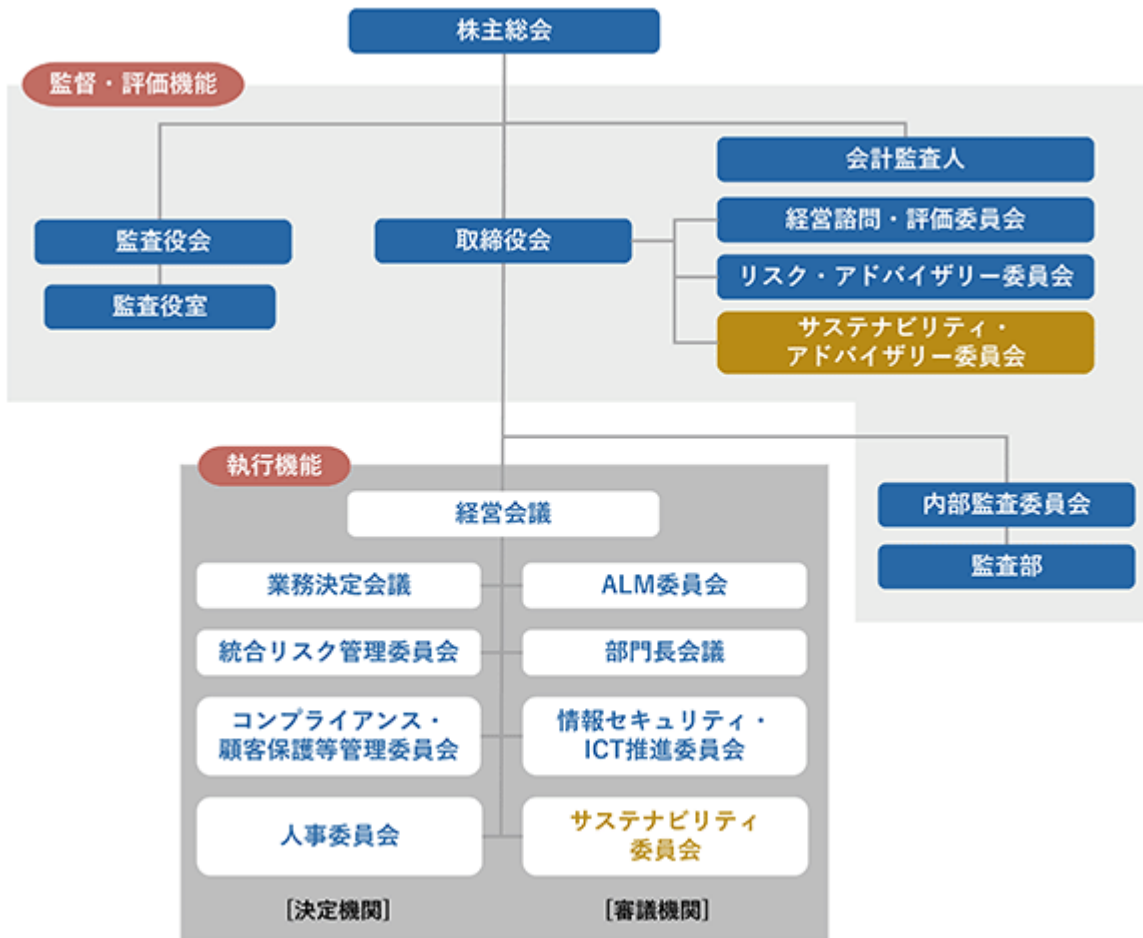 株主総会
監督・評価機能
会計監査人
監査役会
取締役会
経営諮問・評価委員会
監査役室
リスク・アドバイザリー委員会
サステナビリティ・
アドバイザリー委員会
執行機能
経営会議
内部監査委員会
監査部
業務決定会議
ALM委員会
統合リスク管理委員会
部門長会議
コンプライアンス・
顧客保護等管理委員会
情報セキュリティ・
ICT推進委員会
人事委員会
サステナビリティ
委員会
[決定機関]
[審議機関]